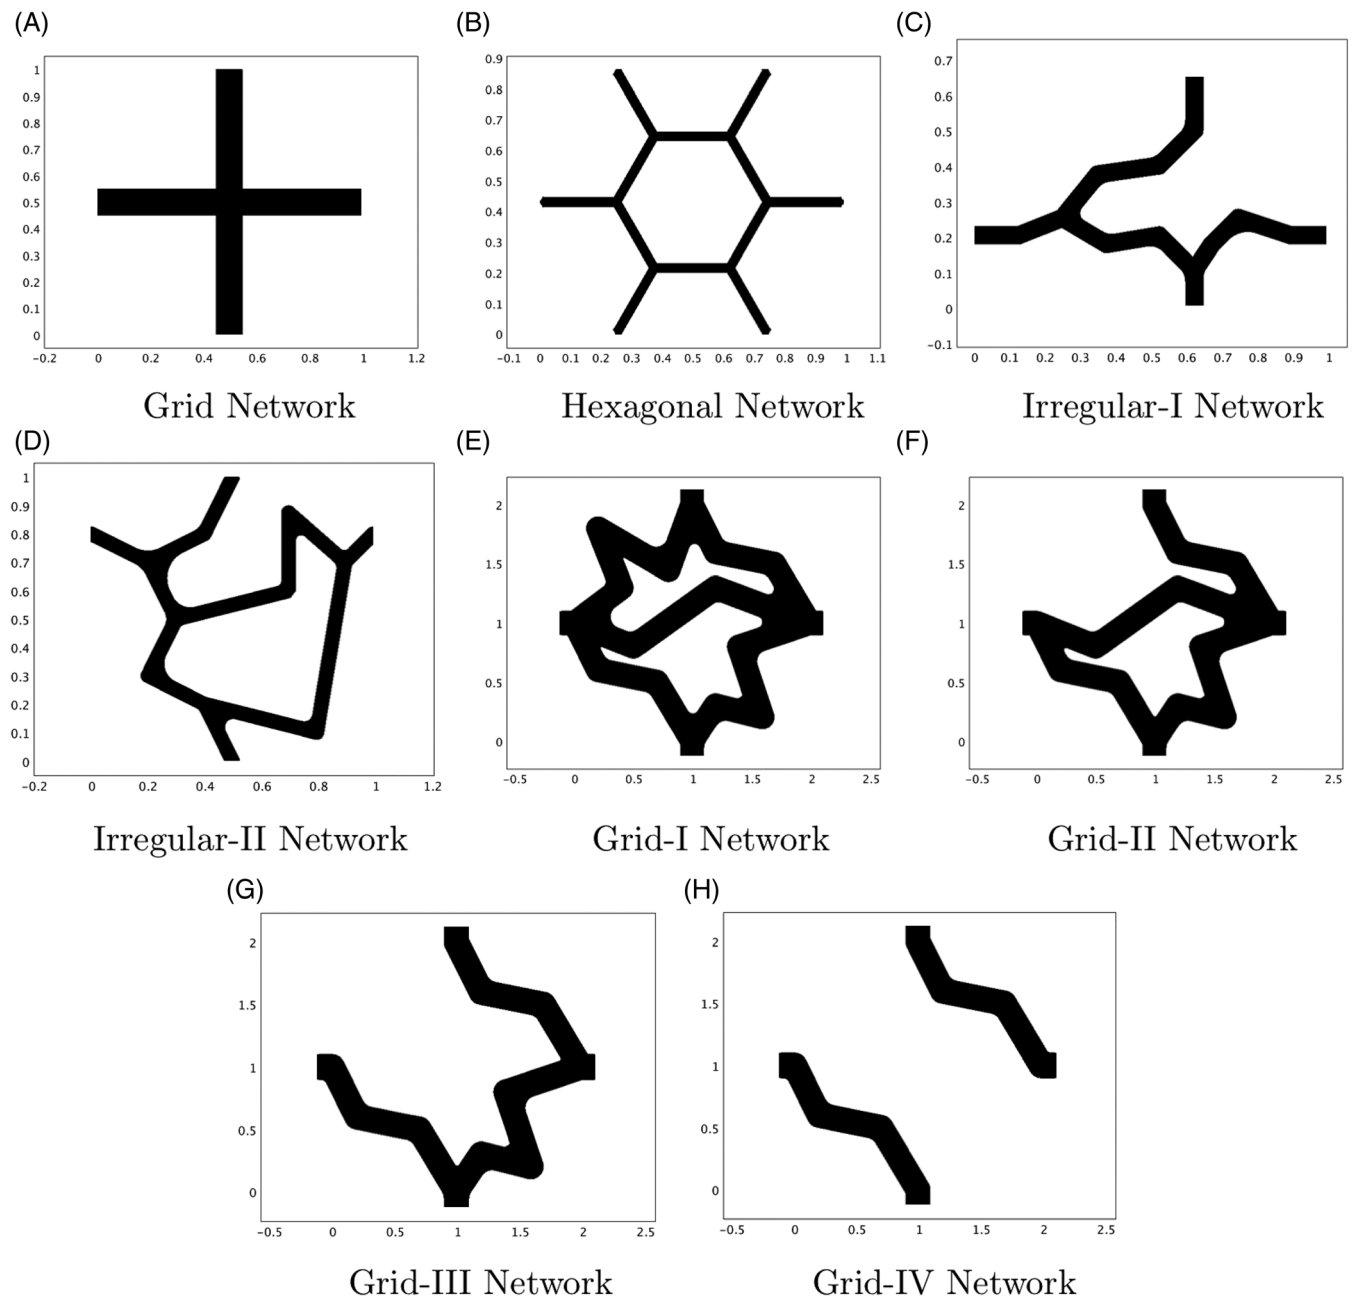 (A)
(B)
(C)
1
0.9
0.8
0.7
0.6
0.5
0.4
0.3
0.2
0.1
0
−0.2 0 0.2 0.4 0.6 0.8 1 1.2
0.9
0.8
0.7
0.6
0.5
0.4
0.3
0.2
0.1
0
−0.1 0 0.1 0.2 0.3 0.4 0.5 0.6 0.7 0.8 0.9 1 1.1
0.7
0.6
0.5
0.4
0.3
0.2
0.1
0
−0.1
0 0.1 0.2 0.3 0.4 0.5 0.6 0.7 0.8 0.9 1
Grid Network
Hexagonal Network
Irregular-I Network
(D)
(E)
(F)
1
0.9
0.8
0.7
0.6
0.5
0.4
0.3
0.2
0.1
0
−0.2 0 0.2 0.4 0.6 0.8 1 1.2
2
1.5
1
0.5
0
−0.5 0 0.5 1 1.5 2 2.5
2
1.5
1
0.5
0
−0.5 0 0.5 1 1.5 2 2.5
Irregular-II Network
Grid-I Network
Grid-II Network
(G)
(H)
2
1.5
1
0.5
0
−0.5 0 0.5 1 1.5 2 2.5
2
1.5
1
0.5
0
−0.5 0 0.5 1 1.5 2 2.5
Grid-III Network
Grid-IV Network